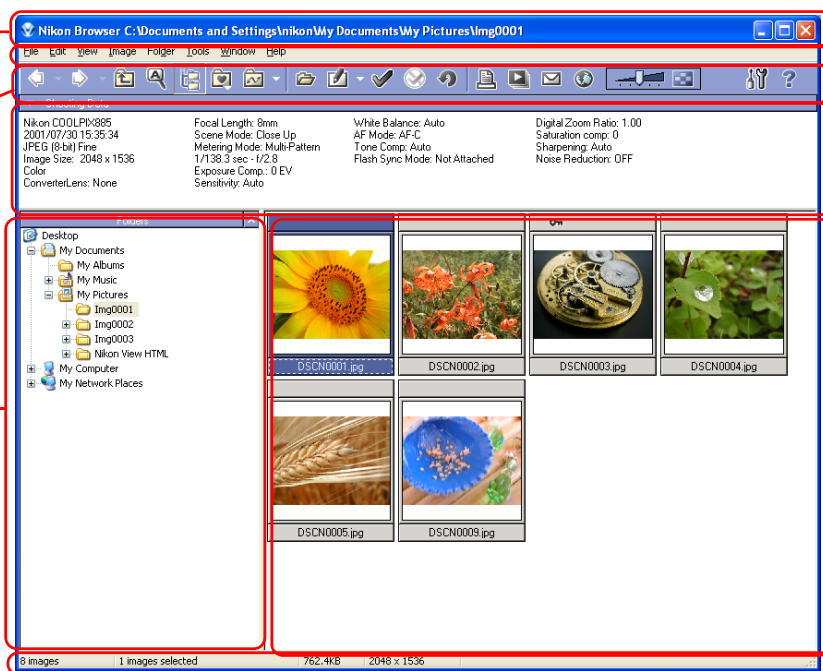 Nikon Browser C:\Documents and Settings\nikon\My Documents\My Pictures\Img0001
File Edit View Image Folger Tools Window Help
Shooting Data
Nikon COOLPIX885
2001/07/30 15:35:34
JPEG (8-bit) Fine
Image Size: 2048 x 1536
Color
ConverterLens: None
Focal Length: 8mm
Scene Mode: Close Up
Metering Mode: Multi-Pattern
1/138.3 sec - f/2.8
Exposure Comp.: 0 EV
Sensitivity: Auto
White Balance: Auto
AF Mode: AF-C
Tone Comp: Auto
Flash Sync Mode: Not Attached
Digital Zoom Ratio: 1.00
Saturation comp: 0
Sharpening: Auto
Noise Reduction: OFF
Folders
Desktop
My Documents
My Albums
My Music
My Pictures
Img0001
Img0002
Img0003
Nikon View HTML
My Computer
My Network Places
DSCN0001.jpg
DSCN0002.jpg
DSCN0003.jpg
DSCN0004.jpg
DSCN0005.jpg
DSCN0009.jpg
8 images
1 images selected
762.4KB
2048 x 1536